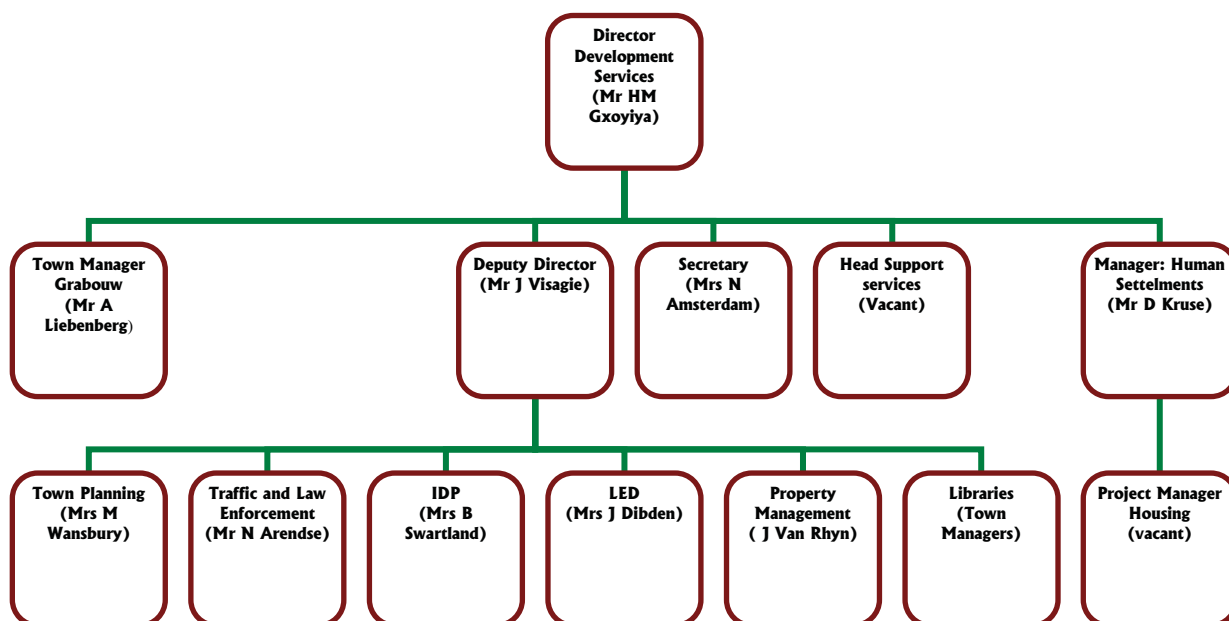 Director
Development
Services
(Mr HM
Gxoyiya)
Town Manager
Grabouw
(Mr A
Liebenberg)
Deputy Director
(Mr J Visagie)
Secretary
(Mrs N
Amsterdam)
Head Support
services
(Vacant)
Manager: Human
Settelments
(Mr D Kruse)
Town Planning
(Mrs M
Wansbury)
Traffic and Law
Enforcement
(Mr N Arendse)
IDP
(Mrs B
Swartland)
LED
(Mrs J Dibden)
Property
Management
( J Van Rhyn)
Libraries
(Town
Managers)
Project Manager
Housing
(vacant)